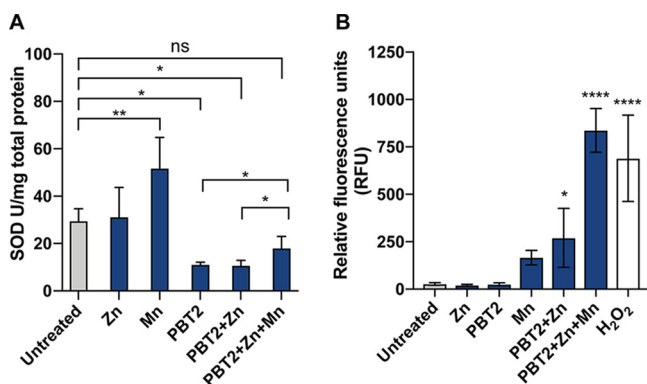 A
SOD U/mg total protein
100
80
60
40
20
0
ns
*
*
**
*
*
Untreated
Zn
Mn
PBT2
PBT2+Zn
PBT2+Zn+Mn
B
Relative fluorescence units
(RFU)
1250
1000
750
500
250
0
*
****
****
Untreated
Zn
PBT2
Mn
PBT2+Zn
PBT2+Zn+Mn
H₂O₂